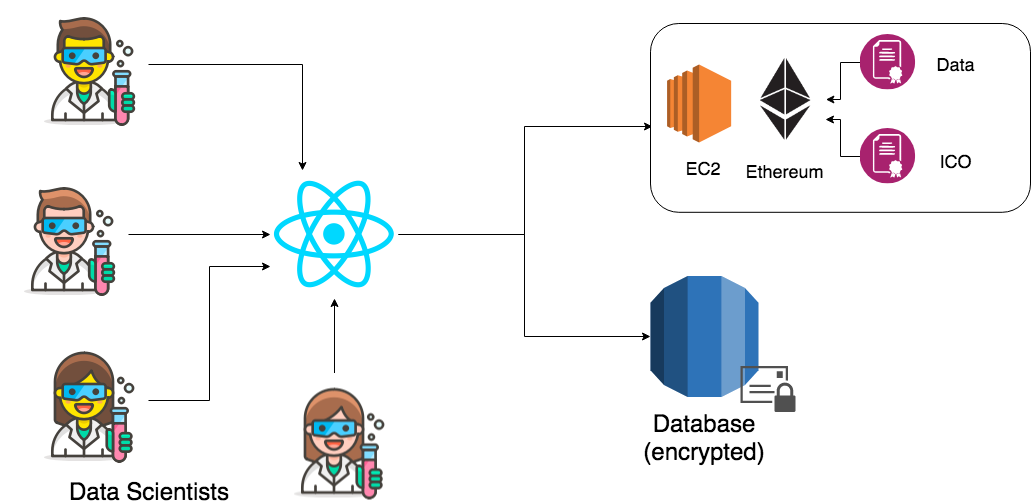 Data
EC2
Ethereum
ICO
Database
(encrypted)
Data Scientists